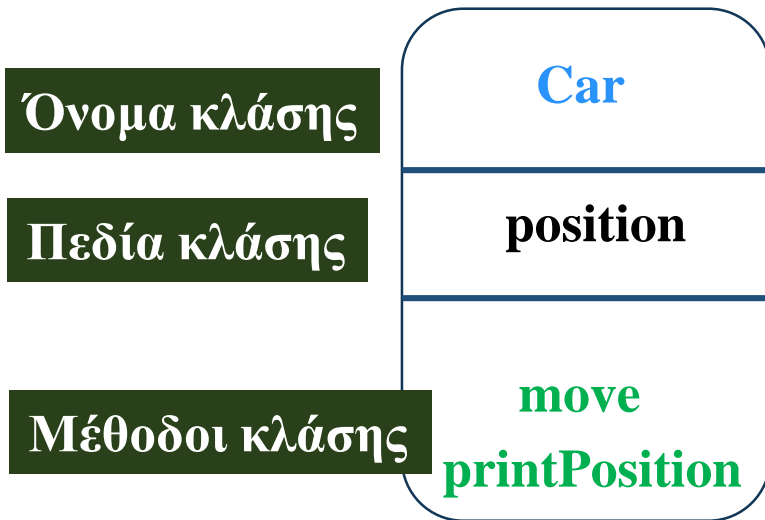 Όνομα κλάσης
Car
Πεδία κλάσης
position
Μέθοδοι κλάσης
move
printPosition